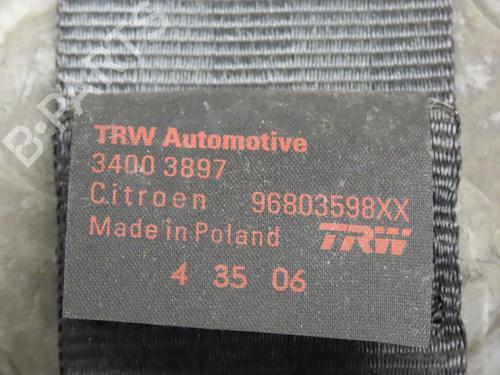 B-PARTS
TRW Automotive
3400 3897
Citroen 96803598XX
Made in Poland TRW
4 35 06